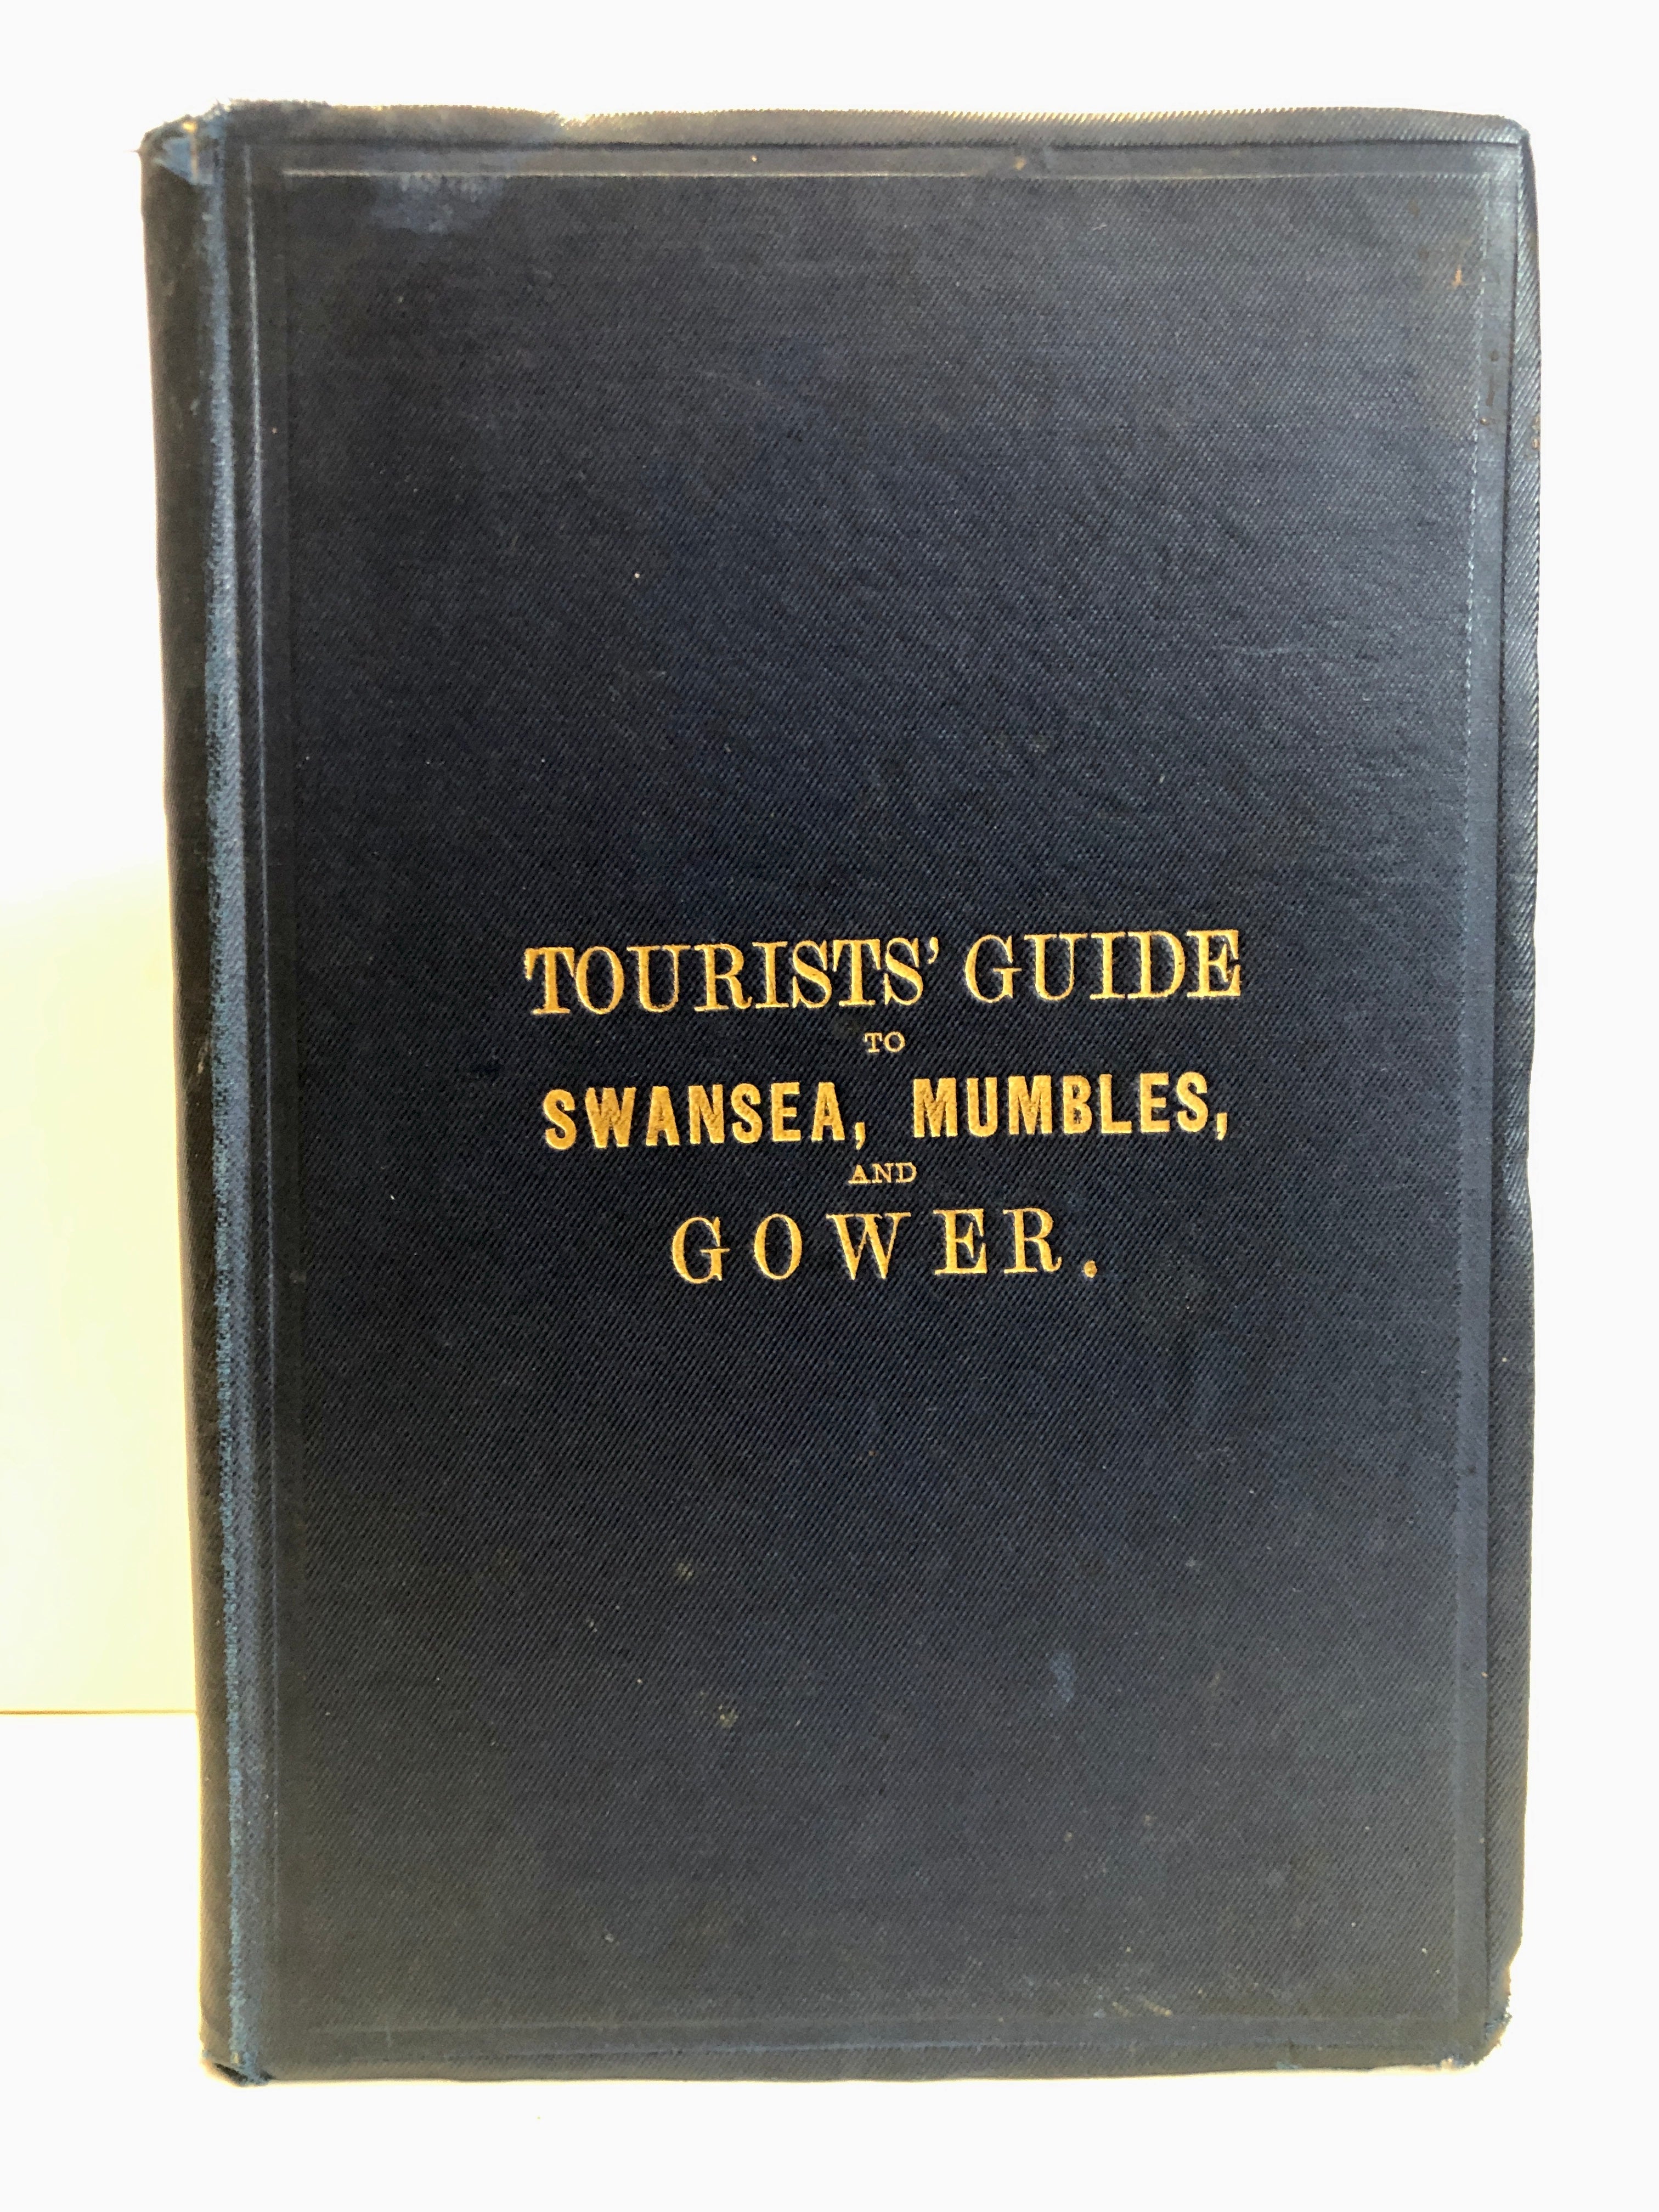 TOURISTS' GUIDE
TO
SWANSEA, MUMBLES,
AND
GOWER.